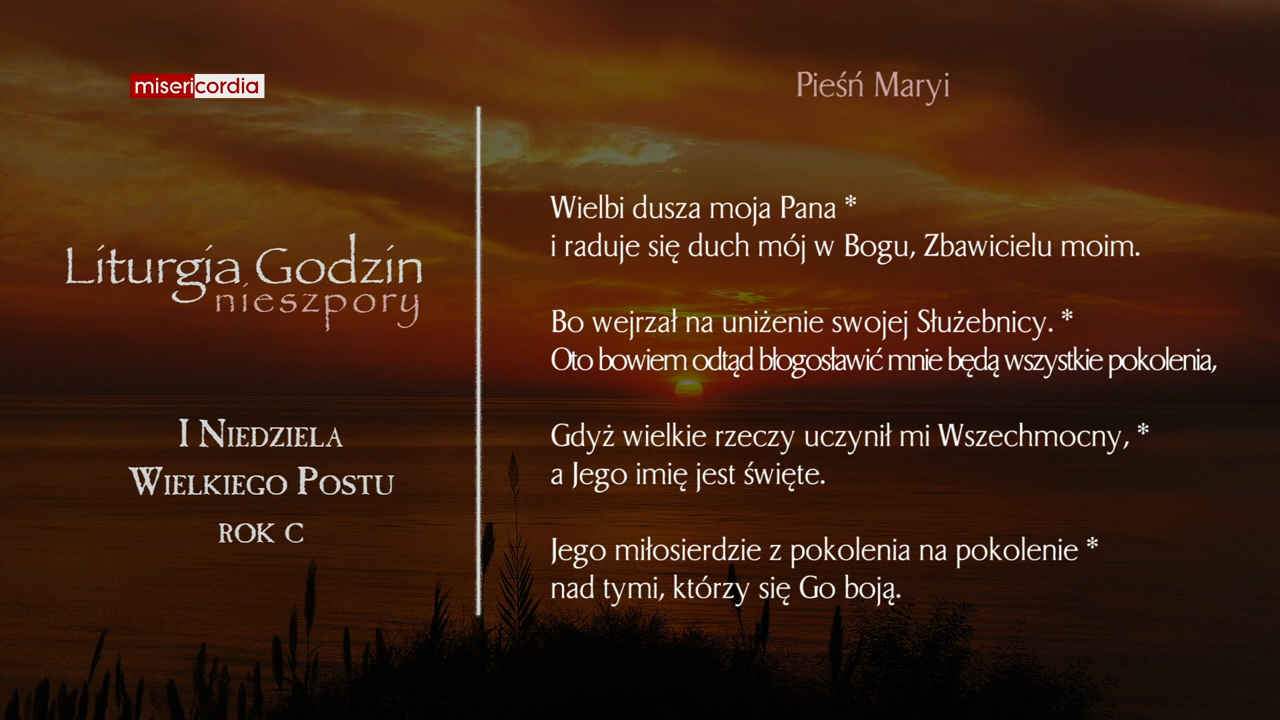 misericordia
Liturgia Godzin
nieszpory
I Niedziela
Wielkiego Postu
rok C
Pieśń Maryi
Wielbi dusza moja Pana *
i raduje się duch mój w Bogu, Zbawicielu moim.
Bo wejrzał na uniżenie swojej Służebnicy. *
Oto bowiem odtąd błogosławić mnie będą wszystkie pokolenia,
Gdyż wielkie rzeczy uczynił mi Wszechmocny, *
a Jego imię jest święte.
Jego miłosierdzie z pokolenia na pokolenie *
nad tymi, którzy się Go boją.